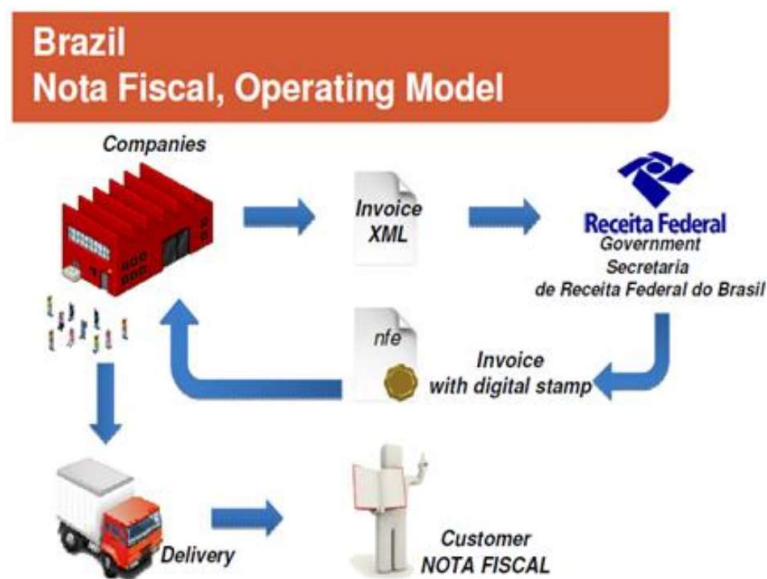 Brazil
Nota Fiscal, Operating Model
Companies
Invoice
XML
Receita Federal
Government
Secretaria
de Receita Federal do Brasil
nfe
Invoice
with digital stamp
Delivery
Customer
NOTA FISCAL